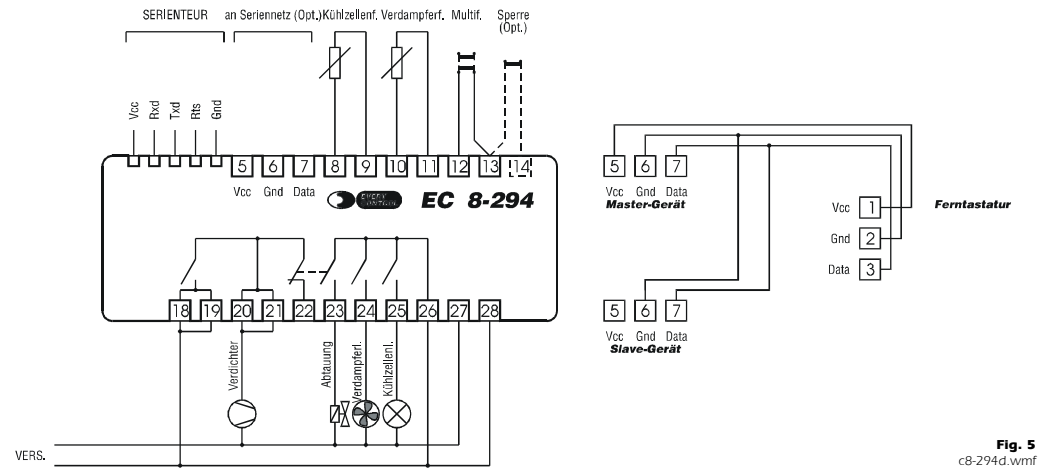 SERIENTEUR an Seriennetz (Opt.) Kühlzellenf. Verdampferf. Multif. Sperre (Opt.)
Vcc Rxd Txd Rts Gnd
5 6 7 8 9 10 11 12 13 14
Vcc Gnd Data
EVERY CONTROL EC 8-294
18 19 20 21 22 23 24 25 26 27 28
Verdichter
Abtauung
Verdampferl.
Kühlzellenl.
VERS.
5 6 7
Vcc Gnd Data
Master-Gerät
Vcc 1
Gnd 2
Data 3
Ferntastatur
5 6 7
Vcc Gnd Data
Slave-Gerät
Fig. 5
c8-294d.wmf